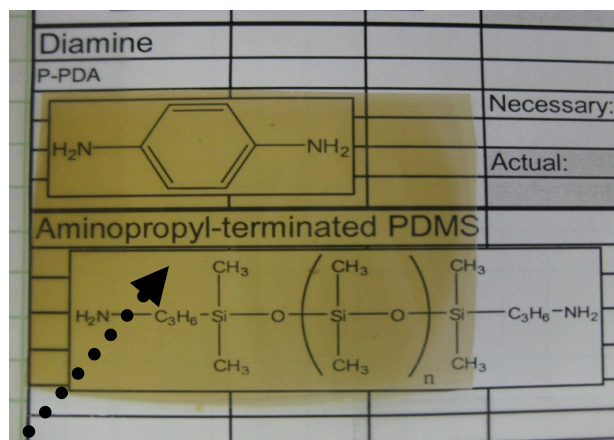 Diamine
P-PDA
Necessary:
H₂N NH₂
Actual:
Aminopropyl-terminated PDMS
CH₃ CH₃ CH₃
H₂N C₃H₆ Si O Si O Si C₃H₆ NH₂
CH₃ CH₃ CH₃
n